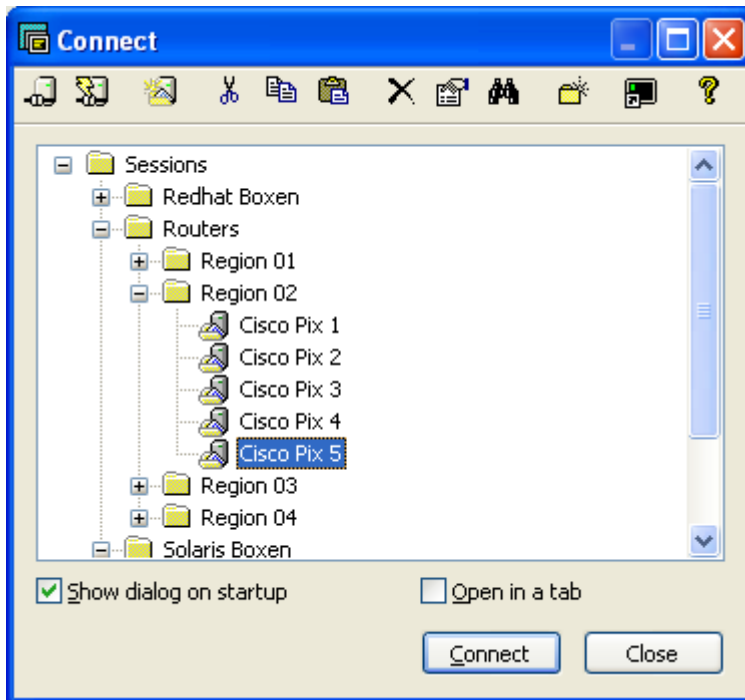 Connect
Sessions
Redhat Boxen
Routers
Region 01
Region 02
Cisco Pix 1
Cisco Pix 2
Cisco Pix 3
Cisco Pix 4
Cisco Pix 5
Region 03
Region 04
Solaris Boxen
Show dialog on startup
Open in a tab
Connect
Close